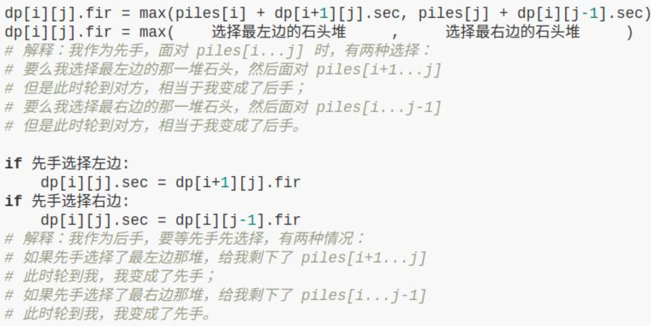 dp[i][j].fir = max(piles[i] + dp[i+1][j].sec, piles[j] + dp[i][j-1].sec)
dp[i][j].fir = max(    选择最左边的石头堆    ,    选择最右边的石头堆    )
# 解释：我作为先手，面对 piles[i...j] 时，有两种选择：
# 要么我选择最左边的那一堆石头，然后面对 piles[i+1...j]
# 但是此时轮到对方，相当于我变成了后手；
# 要么我选择最右边的那一堆石头，然后面对 piles[i...j-1]
# 但是此时轮到对方，相当于我变成了后手。
if 先手选择左边:
    dp[i][j].sec = dp[i+1][j].fir
if 先手选择右边:
    dp[i][j].sec = dp[i][j-1].fir
# 解释：我作为后手，要等先手先选择，有两种情况：
# 如果先手选择了最左边那堆，给我剩下了 piles[i+1...j]
# 此时轮到我，我变成了先手；
# 如果先手选择了最右边那堆，给我剩下了 piles[i...j-1]
# 此时轮到我，我变成了先手。